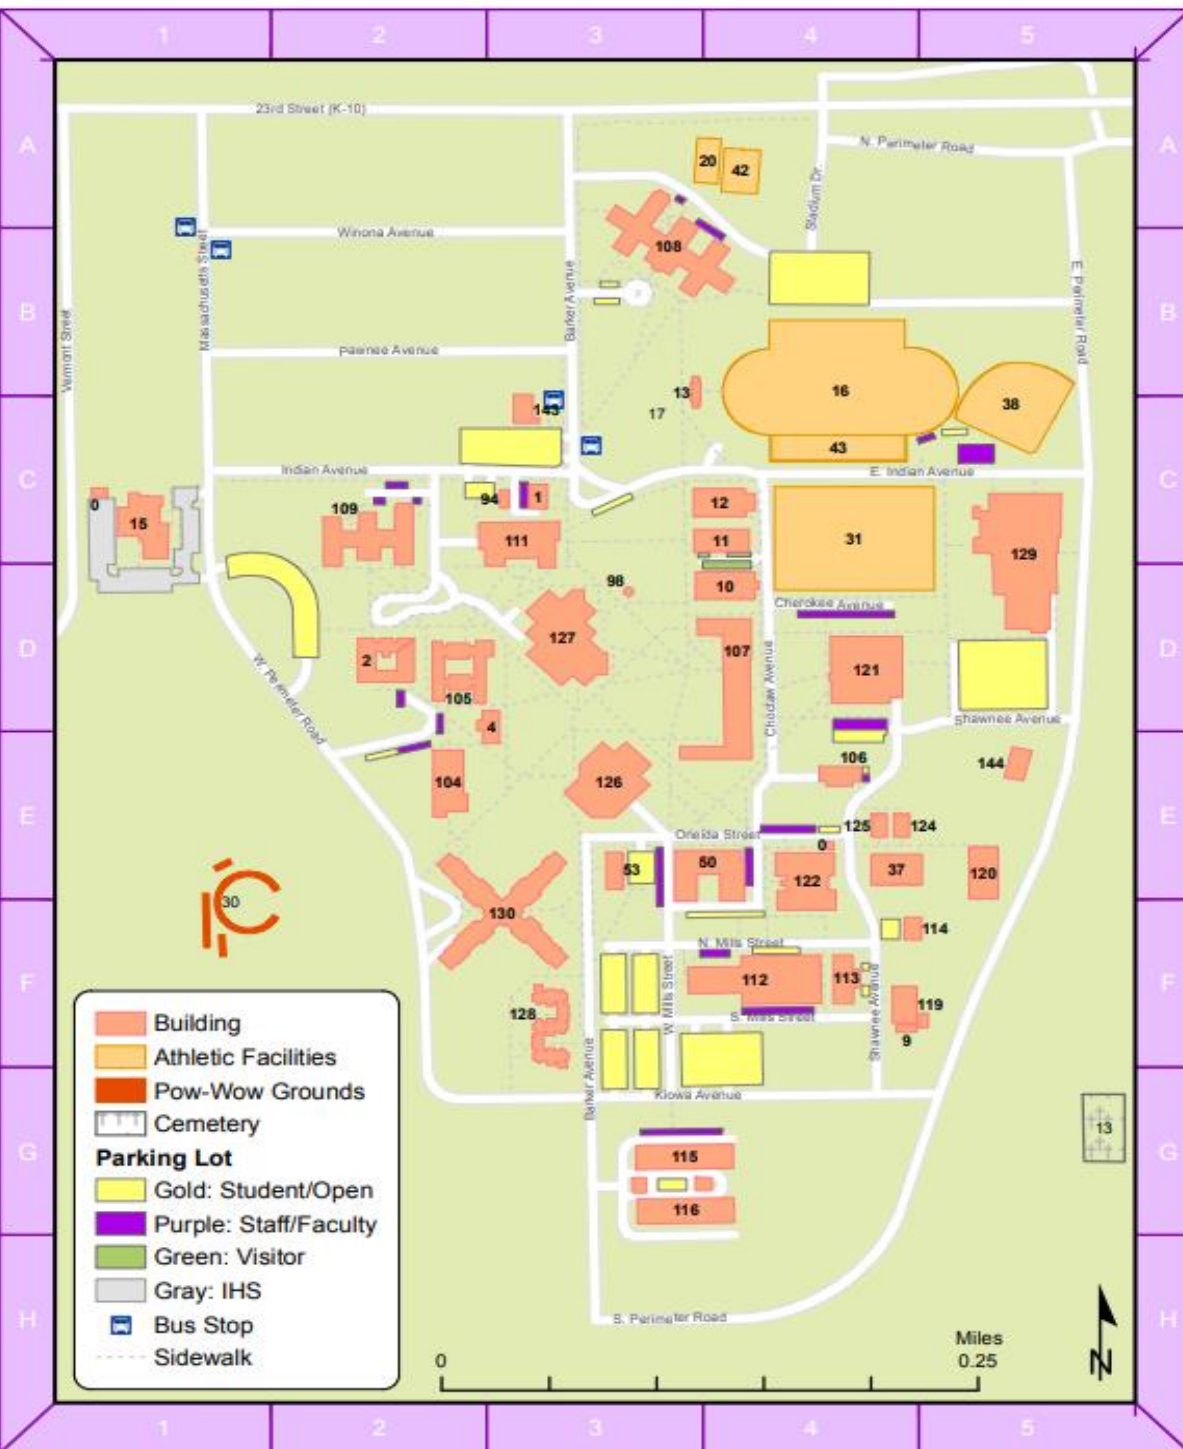 1 2 3 4 5
A A
23rd Street (K-10)
N. Perimeter Road
20
42
Stadium Dr.
Winona Avenue
108
B B
Massachusetts Street
Barker Avenue
E. Perimeter Road
Vermont Street
Pawnee Avenue
13
16
38
143
17
43
C C
Indian Avenue
E. Indian Avenue
0
15
109
94
1
12
111
11
31
129
98
10
Cherokee Avenue
D D
127
107
2
121
105
W. Perimeter Road
Choctaw Avenue
4
Shawnee Avenue
106
144
104
126
E E
Oneida Street
125
124
0
53
50
122
37
120
30
130
114
N. Mills Street
F F
112
113
W. Mills Street
Shawnee Avenue
128
S. Mills Street
119
9
Barker Avenue
Kiowa Avenue
13
G G
115
116
S. Perimeter Road
H H
Building
Athletic Facilities
Pow-Wow Grounds
Cemetery
Parking Lot
Gold: Student/Open
Purple: Staff/Faculty
Green: Visitor
Gray: IHS
Bus Stop
Sidewalk
Miles
0 0.25
N
1 2 3 4 5